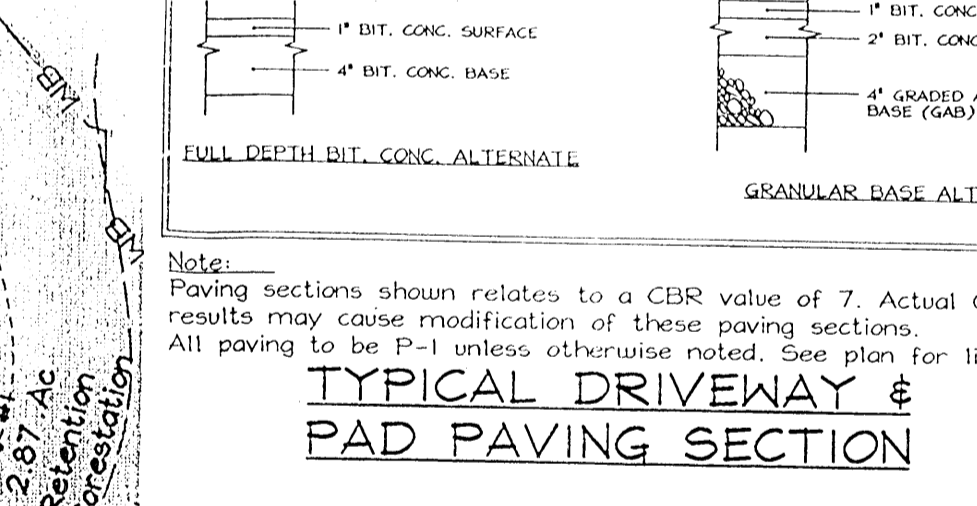 1" BIT. CONC. SURFACE
4" BIT. CONC. BASE
FULL DEPTH BIT. CONC. ALTERNATE
1" BIT. CONC
2" BIT. CONC
4" GRADED
BASE (GAB)
GRANULAR BASE ALT
Note:
Paving sections shown relates to a CBR value of 7. Actual
results may cause modification of these paving sections.
All paving to be P-1 unless otherwise noted. See plan for li
TYPICAL DRIVEWAY &
PAD PAVING SECTION
WB
WB
2.87 Ac
Retention
orestation